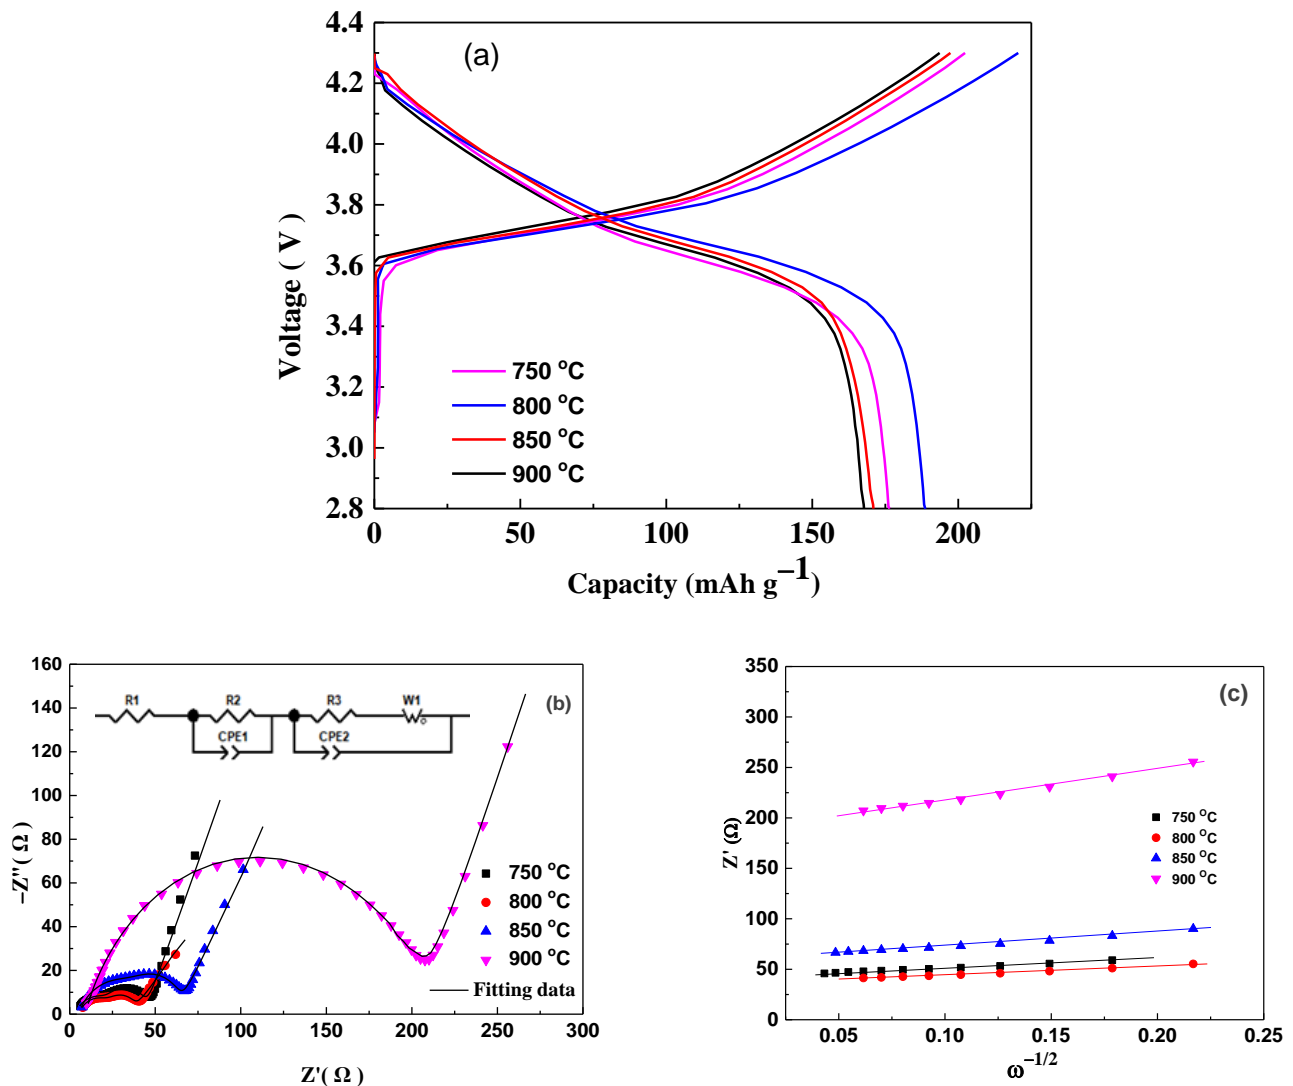 (a)
4.4
4.2
4.0
3.8
3.6
3.4
3.2
3.0
2.8
Voltage ( V )
750 °C
800 °C
850 °C
900 °C
0 50 100 150 200
Capacity (mAh g⁻¹)
(b)
160
140
120
100
80
60
40
20
0
−Z''( Ω )
R1 R2 R3 W1
CPE1 CPE2
750 °C
800 °C
850 °C
900 °C
Fitting data
0 50 100 150 200 250 300
Z'( Ω )
(c)
350
300
250
200
150
100
50
0
Z' (Ω)
750 °C
800 °C
850 °C
900 °C
0.05 0.10 0.15 0.20 0.25
ω⁻¹/²